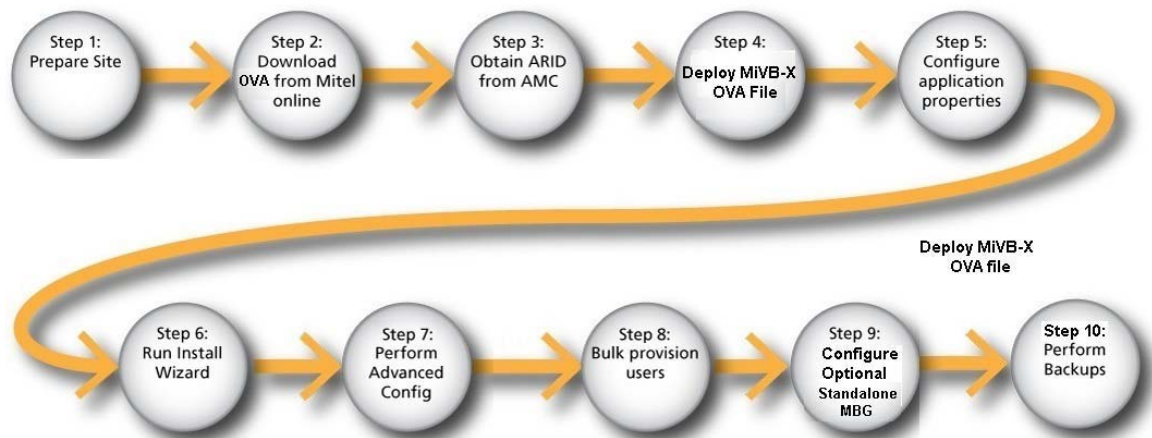 Step 1:
Prepare Site
Step 2:
Download
OVA from Mitel
online
Step 3:
Obtain ARID
from AMC
Step 4:
Deploy MiVB-X
OVA File
Step 5:
Configure
application
properties
Deploy MiVB-X
OVA file
Step 6:
Run Install
Wizard
Step 7:
Perform
Advanced
Config
Step 8:
Bulk provision
users
Step 9:
Configure
Optional
Standalone
MBG
Step 10:
Perform
Backups